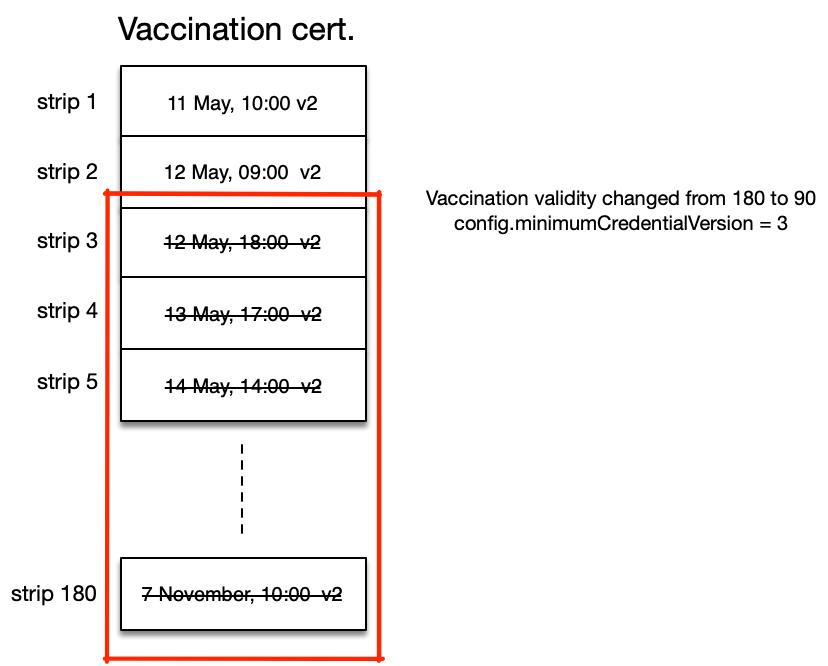 Vaccination cert.
strip 1
11 May, 10:00 v2
strip 2
12 May, 09:00  v2
Vaccination validity changed from 180 to 90
config.minimumCredentialVersion = 3
strip 3
12 May, 18:00  v2
strip 4
13 May, 17:00  v2
strip 5
14 May, 14:00  v2
strip 180
7 November, 10:00  v2